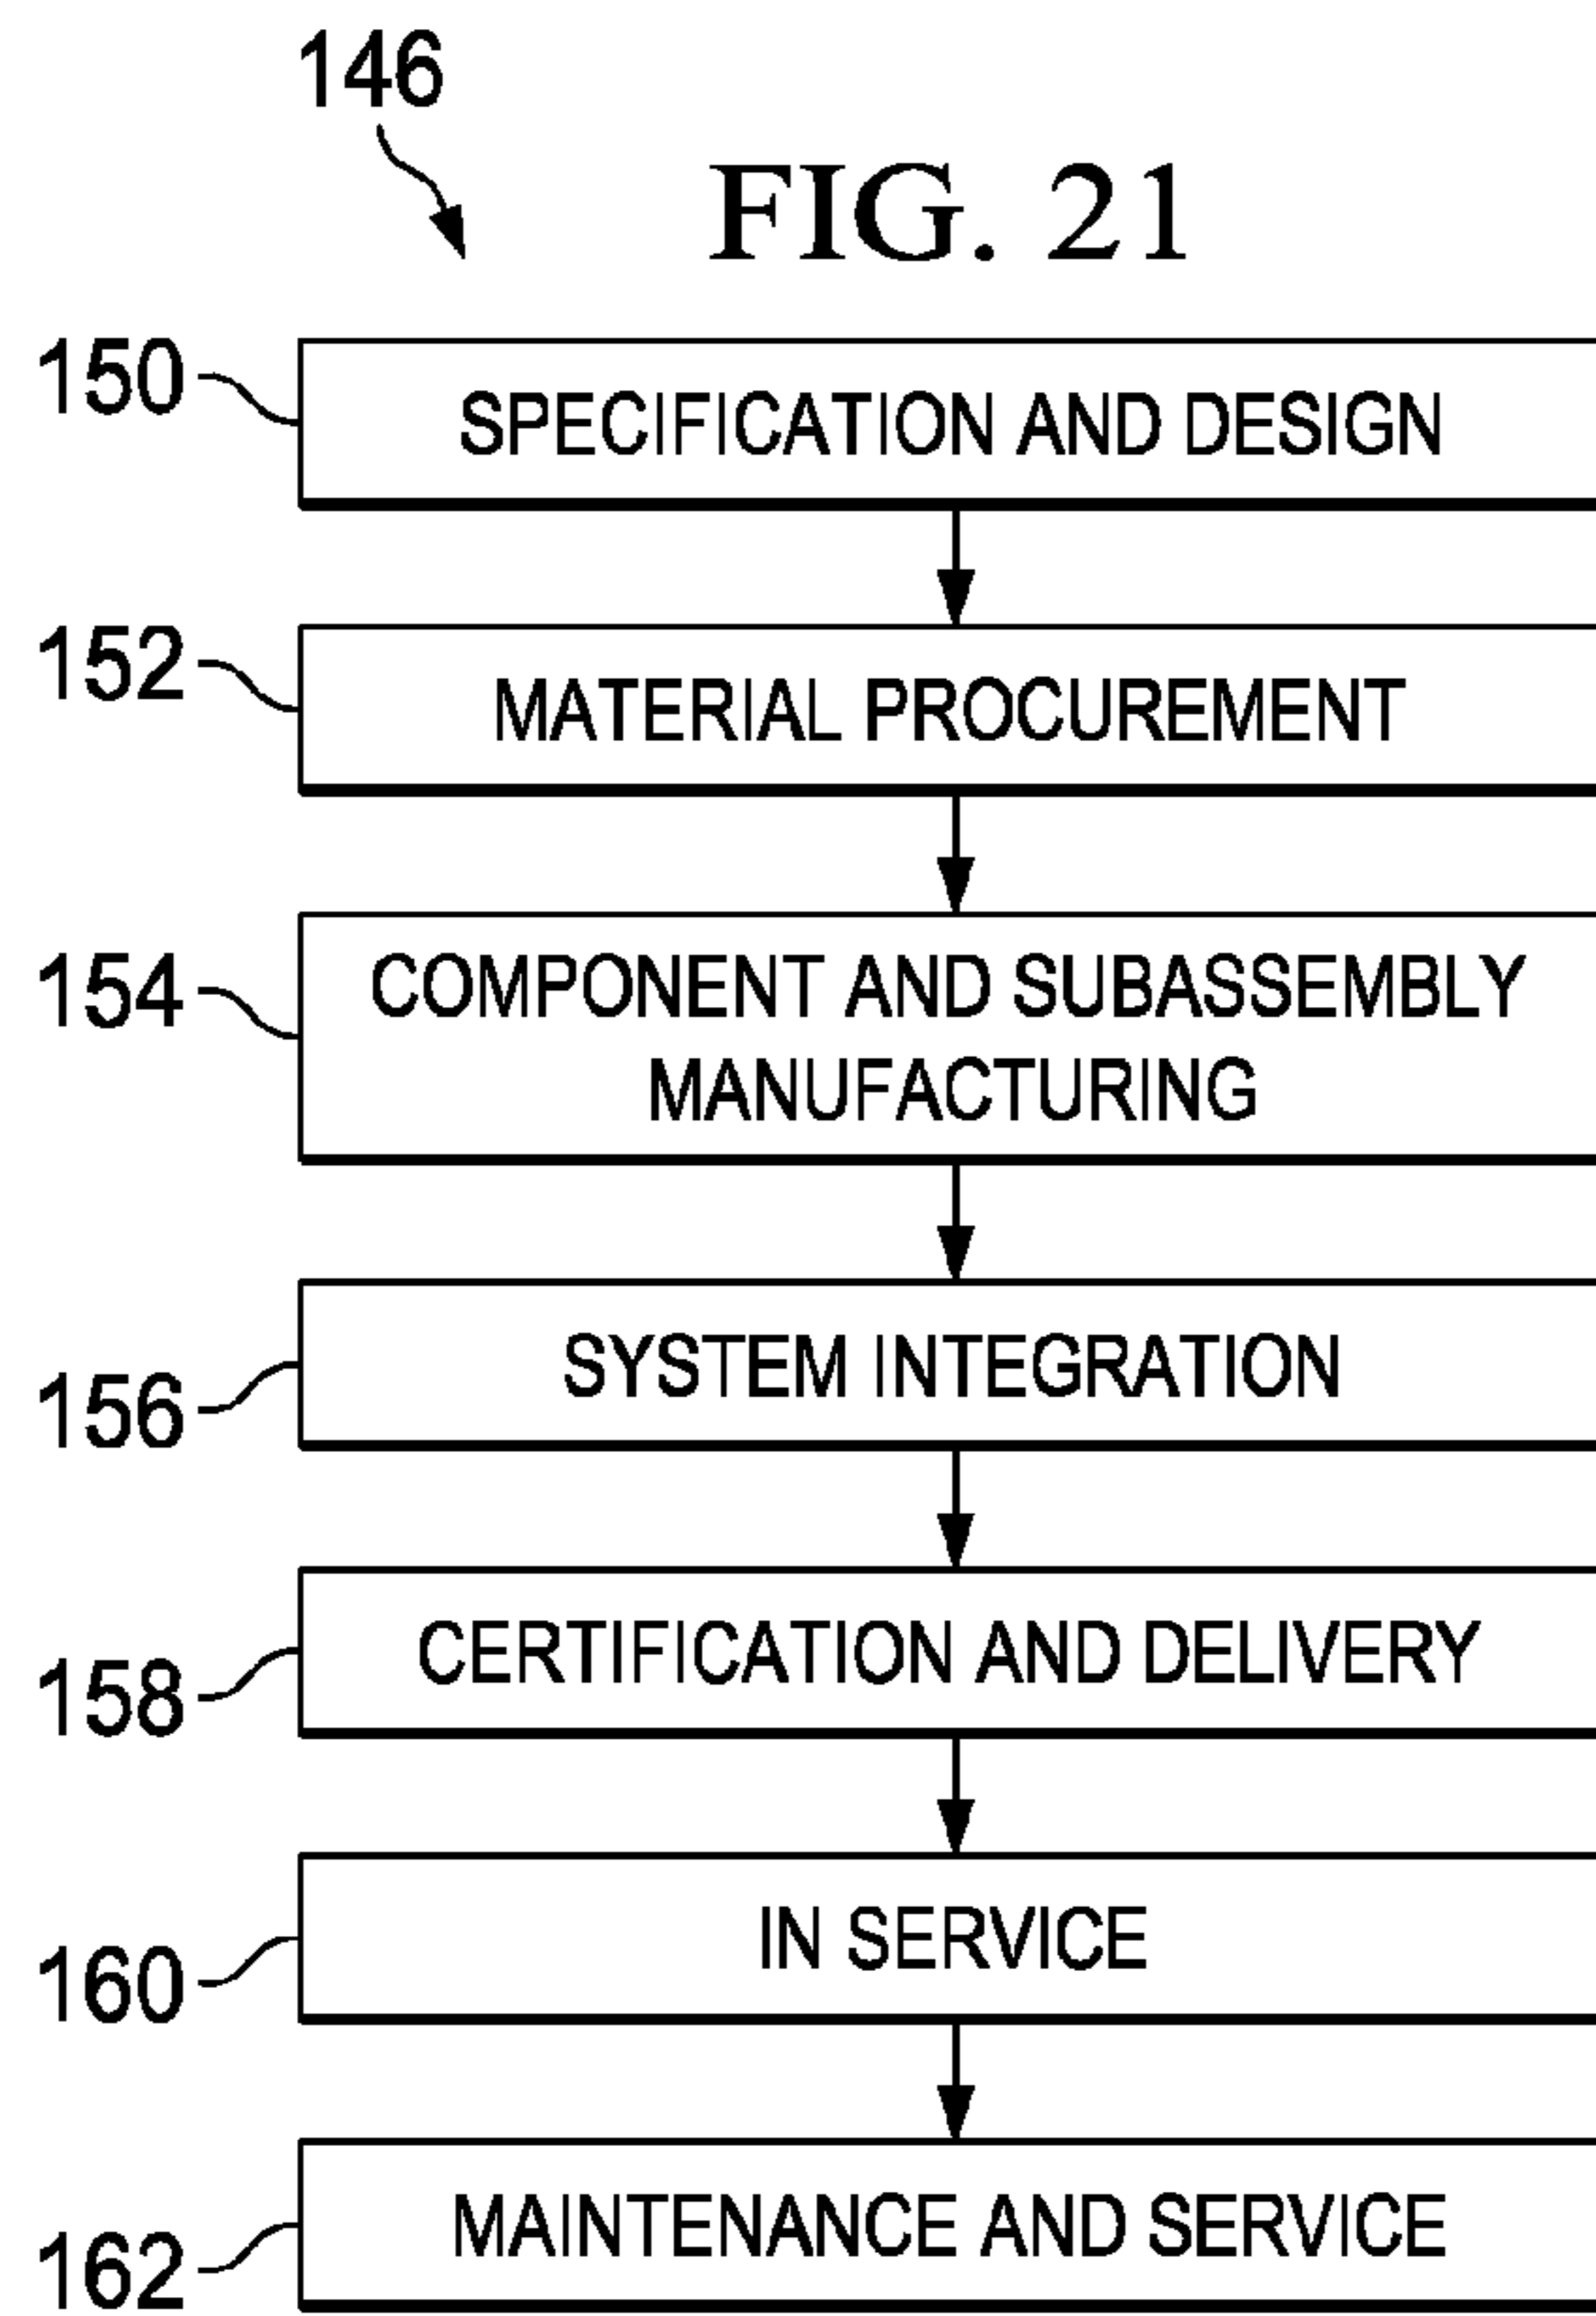 146
FIG. 21
150
SPECIFICATION AND DESIGN
152
MATERIAL PROCUREMENT
154
COMPONENT AND SUBASSEMBLY
MANUFACTURING
156
SYSTEM INTEGRATION
158
CERTIFICATION AND DELIVERY
160
IN SERVICE
162
MAINTENANCE AND SERVICE